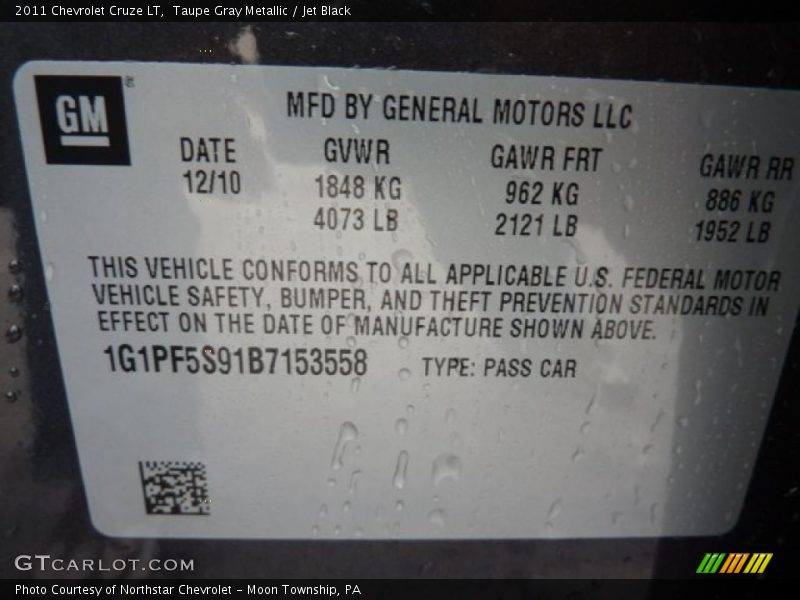 2011 Chevrolet Cruze LT, Taupe Gray Metallic / Jet Black
GM
MFD BY GENERAL MOTORS LLC
DATE GVWR GAWR FRT GAWR RR
12/10 1848 KG 962 KG 886 KG
4073 LB 2121 LB 1952 LB
THIS VEHICLE CONFORMS TO ALL APPLICABLE U.S. FEDERAL MOTOR
VEHICLE SAFETY, BUMPER, AND THEFT PREVENTION STANDARDS IN
EFFECT ON THE DATE OF MANUFACTURE SHOWN ABOVE.
1G1PF5S91B7153558 TYPE: PASS CAR
GTCARLOT.COM
Photo Courtesy of Northstar Chevrolet - Moon Township, PA